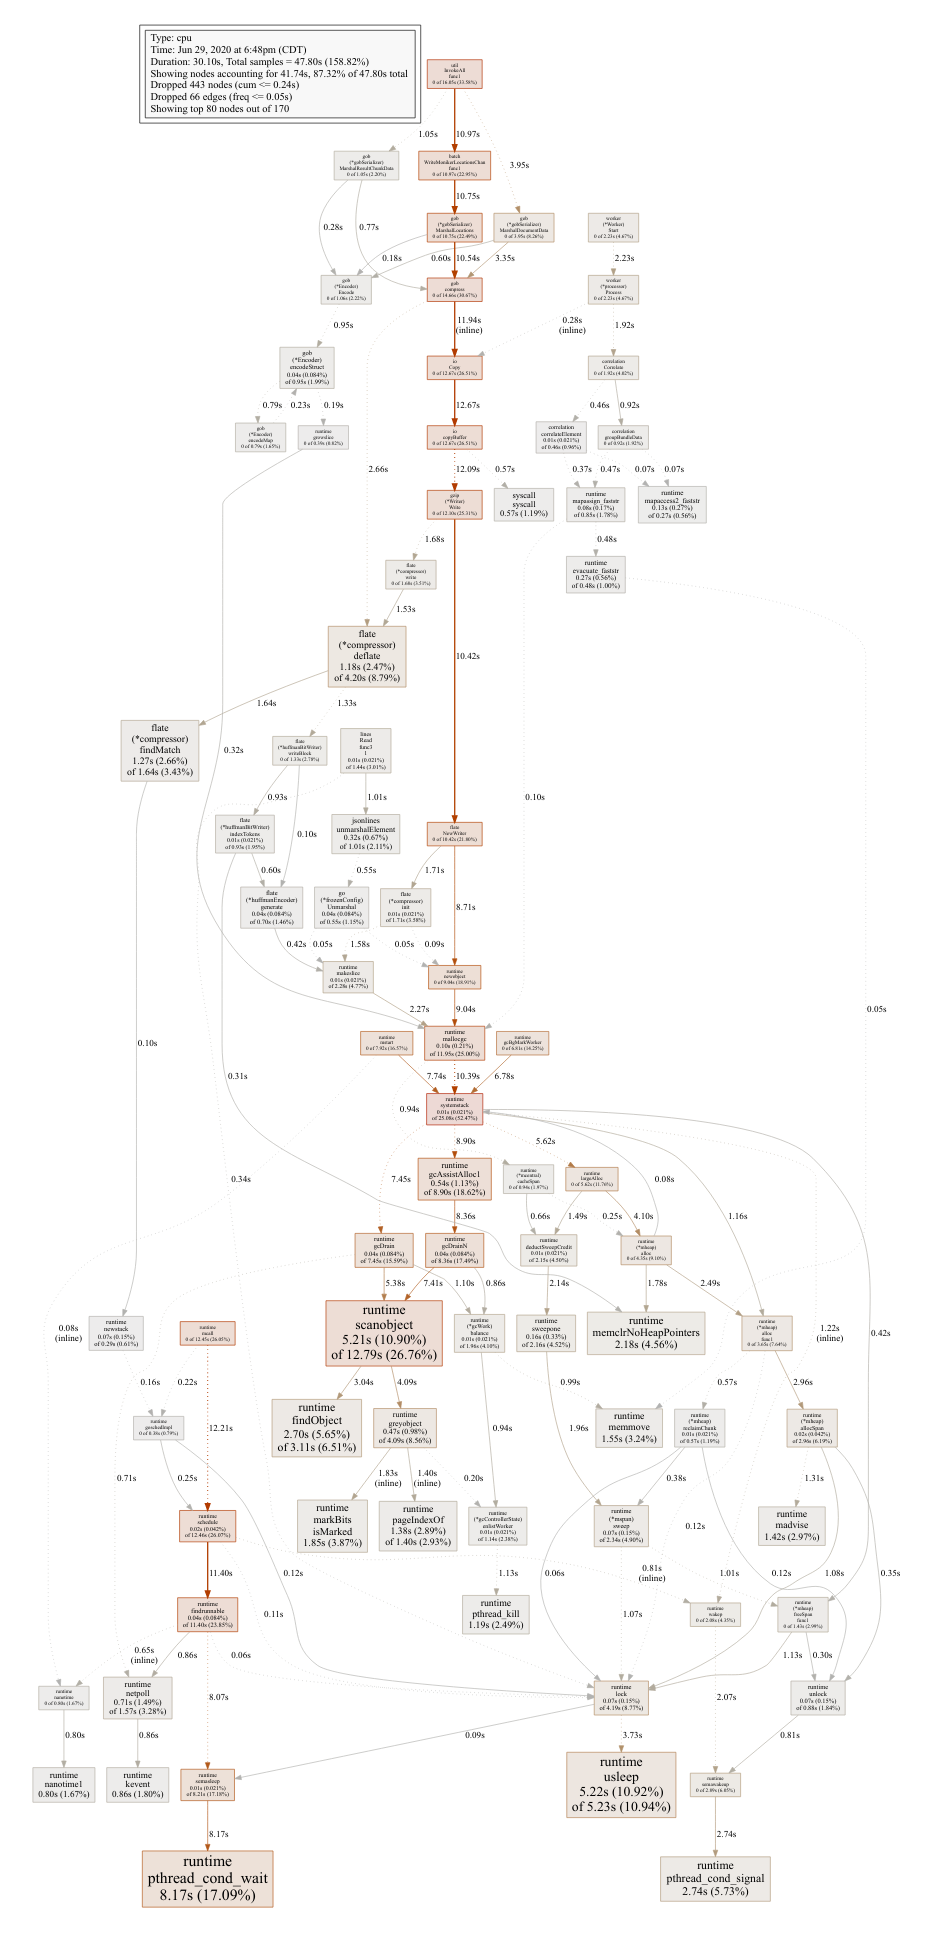 Type: cpu
Time: Jun 29, 2020 at 6:48pm (CDT)
Duration: 30.10s, Total samples = 47.80s (158.82%)
Showing nodes accounting for 41.74s, 87.32% of 47.80s total
Dropped 443 nodes (cum <= 0.24s)
Dropped 66 edges (freq <= 0.05s)
Showing top 80 nodes out of 170
util
InvokeAll
func1
0 of 16.05s (33.58%)
1.05s
10.97s
3.95s
gob
(*gobSerializer)
MarshalResultChunkData
0 of 1.05s (2.20%)
batch
WriteMonikerLocationsChan
func1
0 of 10.97s (22.95%)
10.75s
gob
(*gobSerializer)
MarshalLocations
0 of 10.75s (22.49%)
gob
(*gobSerializer)
MarshalDocumentData
0 of 3.95s (8.26%)
worker
(*Worker)
Start
0 of 2.23s (4.67%)
0.28s
0.77s
0.18s
0.60s
10.54s
3.35s
2.23s
gob
(*Encoder)
Encode
0 of 1.06s (2.22%)
gob
compress
0 of 14.66s (30.67%)
worker
(*processor)
Process
0 of 2.23s (4.67%)
0.95s
11.94s
(inline)
0.28s
(inline)
1.92s
gob
(*Encoder)
encodeStruct
0.04s (0.084%)
of 0.95s (1.99%)
io
Copy
0 of 12.67s (26.51%)
correlation
Correlate
0 of 1.92s (4.02%)
0.79s
0.23s
0.19s
12.67s
0.46s
0.92s
gob
(*Encoder)
encodeMap
0 of 0.79s (1.65%)
runtime
growslice
0 of 0.39s (0.82%)
io
copyBuffer
0 of 12.67s (26.51%)
correlation
correlateElement
0.01s (0.021%)
of 0.46s (0.96%)
correlation
groupBundleData
0 of 0.92s (1.92%)
2.66s
12.09s
0.57s
0.37s
0.47s
0.07s
0.07s
gzip
(*Writer)
Write
0 of 12.10s (25.31%)
syscall
syscall
0.57s (1.19%)
runtime
mapassign_faststr
0.08s (0.17%)
of 0.85s (1.78%)
runtime
mapaccess2_faststr
0.13s (0.27%)
of 0.27s (0.56%)
1.68s
0.48s
flate
(*compressor)
write
0 of 1.68s (3.51%)
runtime
evacuate_faststr
0.27s (0.56%)
of 0.48s (1.00%)
1.53s
flate
(*compressor)
deflate
1.18s (2.47%)
of 4.20s (8.79%)
10.42s
1.64s
1.33s
flate
(*compressor)
findMatch
1.27s (2.66%)
of 1.64s (3.43%)
0.32s
flate
(*huffmanBitWriter)
writeBlock
0 of 1.33s (2.78%)
lines
Read
func3
1
0.01s (0.021%)
of 1.44s (3.01%)
0.93s
1.01s
0.10s
flate
(*huffmanBitWriter)
indexTokens
0.01s (0.021%)
of 0.93s (1.95%)
0.10s
jsonlines
unmarshalElement
0.32s (0.67%)
of 1.01s (2.11%)
flate
NewWriter
0 of 10.42s (21.80%)
0.60s
0.55s
1.71s
8.71s
flate
(*huffmanEncoder)
generate
0.04s (0.084%)
of 0.70s (1.46%)
go
(*frozenConfig)
Unmarshal
0.04s (0.084%)
of 0.55s (1.15%)
flate
(*compressor)
init
0.01s (0.021%)
of 1.71s (3.58%)
0.42s
0.05s
1.58s
0.05s
0.09s
runtime
makeslice
0.01s (0.021%)
of 2.28s (4.77%)
runtime
newobject
0 of 9.04s (18.91%)
2.27s
9.04s
0.05s
0.10s
runtime
mstart
0 of 7.92s (16.57%)
runtime
mallocgc
0.10s (0.21%)
of 11.95s (25.00%)
runtime
gcBgMarkWorker
0 of 6.81s (14.25%)
0.31s
7.74s
10.39s
6.78s
0.94s
runtime
systemstack
0.01s (0.021%)
of 25.08s (52.47%)
8.90s
5.62s
0.34s
7.45s
runtime
gcAssistAlloc1
0.54s (1.13%)
of 8.90s (18.62%)
runtime
(*mcentral)
cacheSpan
0 of 0.94s (1.97%)
runtime
largeAlloc
0 of 5.62s (11.76%)
0.08s
8.36s
0.66s
1.49s
0.25s
4.10s
1.16s
runtime
gcDrain
0.04s (0.084%)
of 7.45s (15.59%)
runtime
gcDrainN
0.04s (0.084%)
of 8.36s (17.49%)
runtime
deductSweepCredit
0.01s (0.021%)
of 2.15s (4.50%)
runtime
(*mheap)
alloc
0 of 4.35s (9.10%)
5.38s
7.41s
1.10s
0.86s
2.14s
1.78s
2.49s
0.08s
(inline)
runtime
newstack
0.07s (0.15%)
of 0.29s (0.61%)
runtime
mcall
0 of 12.45s (26.05%)
runtime
scanobject
5.21s (10.90%)
of 12.79s (26.76%)
runtime
(*gcWork)
balance
0.01s (0.021%)
of 1.96s (4.10%)
runtime
sweepone
0.16s (0.33%)
of 2.16s (4.52%)
runtime
memclrNoHeapPointers
2.18s (4.56%)
runtime
(*mheap)
alloc
func1
0 of 3.65s (7.64%)
1.22s
(inline)
0.42s
0.16s
0.22s
3.04s
4.09s
0.99s
0.57s
2.96s
runtime
goschedImpl
0 of 0.38s (0.79%)
12.21s
runtime
findObject
2.70s (5.65%)
of 3.11s (6.51%)
runtime
greyobject
0.47s (0.98%)
of 4.09s (8.56%)
0.94s
1.96s
runtime
memmove
1.55s (3.24%)
runtime
(*mheap)
reclaimChunk
0.01s (0.021%)
of 0.57s (1.19%)
runtime
(*mheap)
allocSpan
0.02s (0.042%)
of 2.96s (6.19%)
0.71s
0.25s
1.83s
(inline)
1.40s
(inline)
0.20s
0.38s
1.31s
runtime
schedule
0.02s (0.042%)
of 12.46s (26.07%)
runtime
markBits
isMarked
1.85s (3.87%)
runtime
pageIndexOf
1.38s (2.89%)
of 1.40s (2.93%)
runtime
(*gcControllerState)
enlistWorker
0.01s (0.021%)
of 1.14s (2.38%)
runtime
(*mspan)
sweep
0.07s (0.15%)
of 2.34s (4.90%)
0.12s
runtime
madvise
1.42s (2.97%)
11.40s
0.12s
1.13s
0.06s
0.81s
(inline)
1.01s
0.12s
1.08s
0.35s
runtime
findrunnable
0.04s (0.084%)
of 11.40s (23.85%)
0.11s
runtime
pthread_kill
1.19s (2.49%)
1.07s
runtime
wakep
0 of 2.08s (4.35%)
runtime
(*mheap)
freeSpan
func1
0 of 1.43s (2.99%)
0.65s
(inline)
0.86s
0.06s
1.13s
0.30s
runtime
nanotime
0 of 0.80s (1.67%)
runtime
netpoll
0.71s (1.49%)
of 1.57s (3.28%)
8.07s
runtime
lock
0.07s (0.15%)
of 4.19s (8.77%)
2.07s
runtime
unlock
0.07s (0.15%)
of 0.88s (1.84%)
0.80s
0.86s
0.09s
3.73s
0.81s
runtime
nanotime1
0.80s (1.67%)
runtime
kevent
0.86s (1.80%)
runtime
semasleep
0.01s (0.021%)
of 8.21s (17.18%)
runtime
usleep
5.22s (10.92%)
of 5.23s (10.94%)
runtime
semawakeup
0 of 2.89s (6.05%)
8.17s
2.74s
runtime
pthread_cond_wait
8.17s (17.09%)
runtime
pthread_cond_signal
2.74s (5.73%)